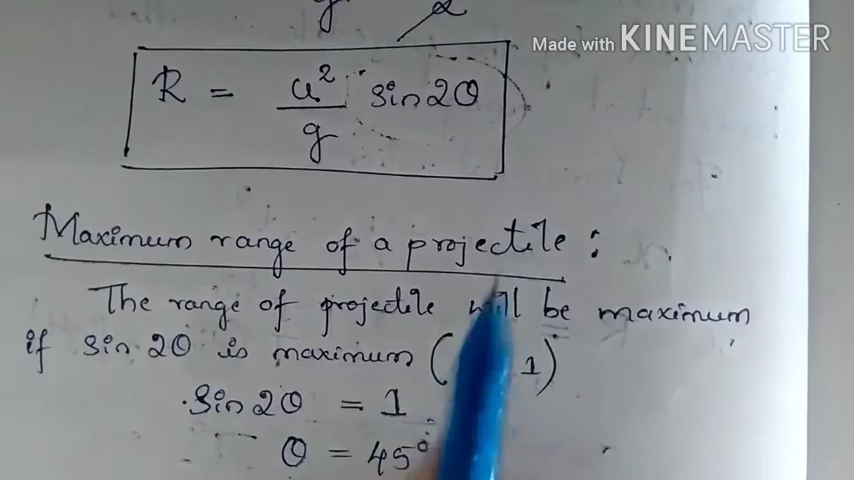 Made with KINEMASTER
R = u² / g sin2θ
Maximum range of a projectile :
The range of projectile will be maximum
if sin 2θ is maximum ( 1)
sin 2θ = 1
θ = 45°